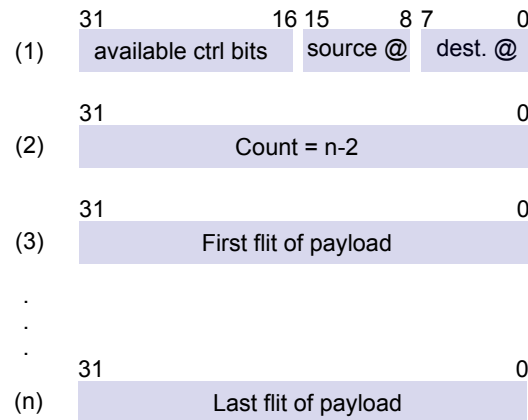 31 16 15 8 7 0
(1) available ctrl bits source @ dest. @
31 0
(2) Count = n-2
31 0
(3) First flit of payload
.
.
.
31 0
(n) Last flit of payload